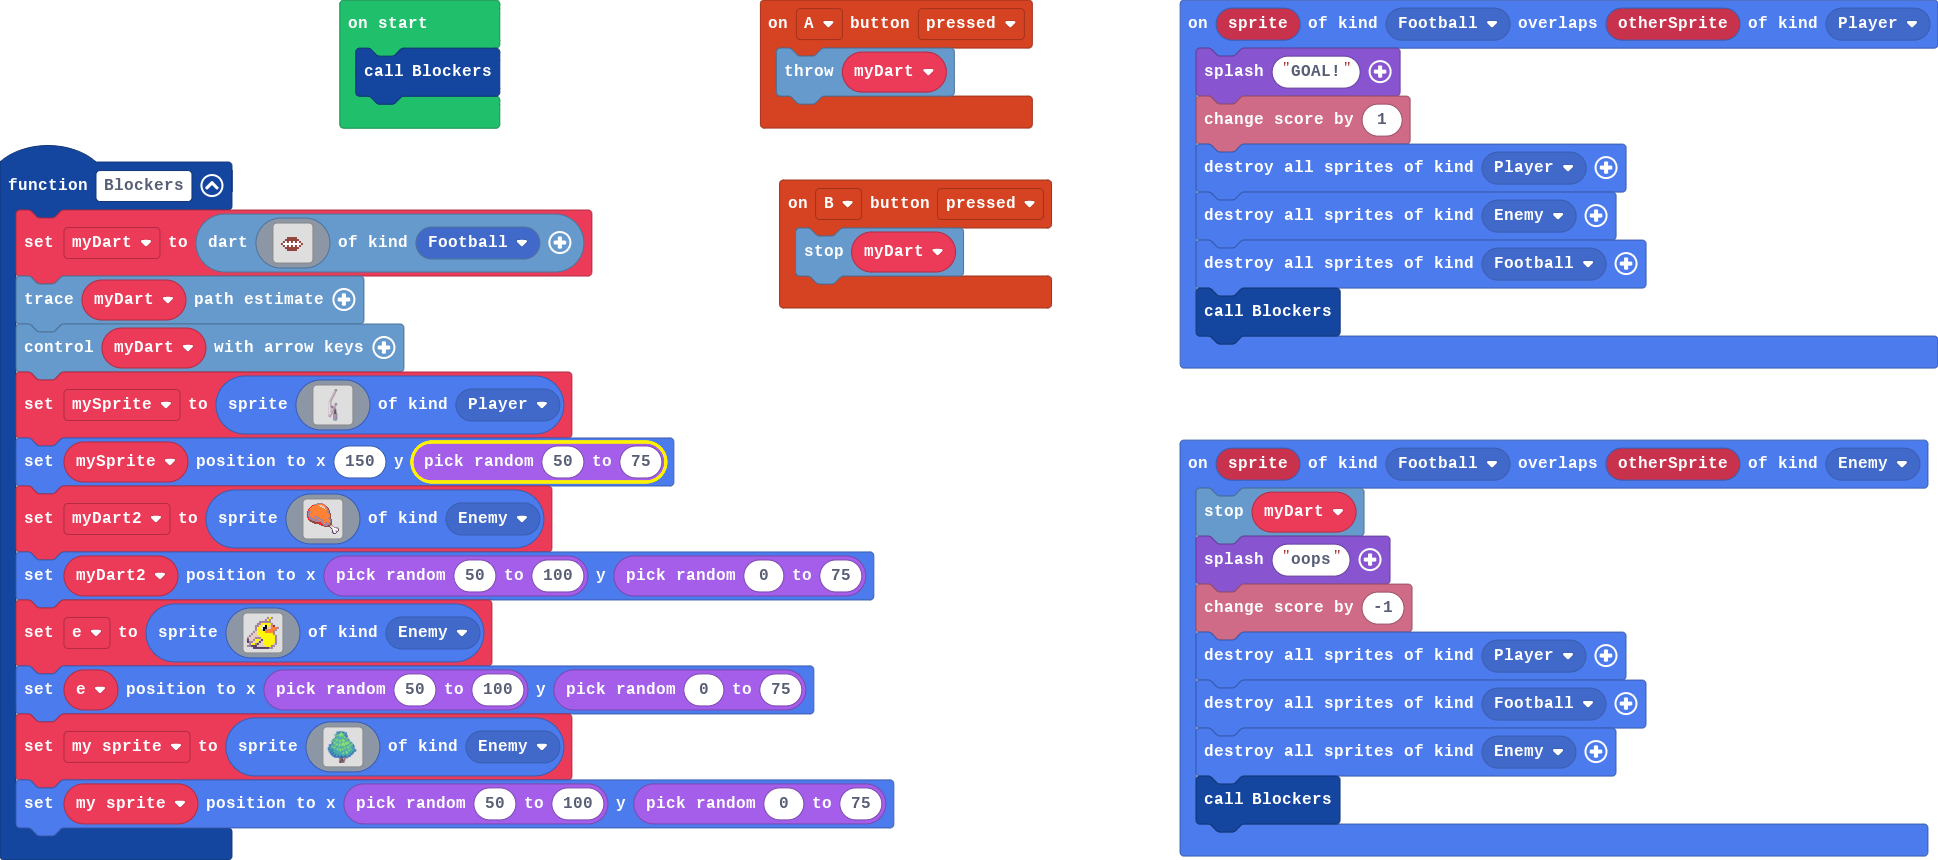 on start
call Blockers
on A button pressed
throw myDart
on B button pressed
stop myDart
function Blockers
set myDart to dart of kind Football
trace myDart path estimate
control myDart with arrow keys
set mySprite to sprite of kind Player
set mySprite position to x 150 y pick random 50 to 75
set myDart2 to sprite of kind Enemy
set myDart2 position to x pick random 50 to 100 y pick random 0 to 75
set e to sprite of kind Enemy
set e position to x pick random 50 to 100 y pick random 0 to 75
set my sprite to sprite of kind Enemy
set my sprite position to x pick random 50 to 100 y pick random 0 to 75
on sprite of kind Football overlaps otherSprite of kind Player
splash "GOAL!"
change score by 1
destroy all sprites of kind Player
destroy all sprites of kind Enemy
destroy all sprites of kind Football
call Blockers
on sprite of kind Football overlaps otherSprite of kind Enemy
stop myDart
splash "oops"
change score by -1
destroy all sprites of kind Player
destroy all sprites of kind Football
destroy all sprites of kind Enemy
call Blockers